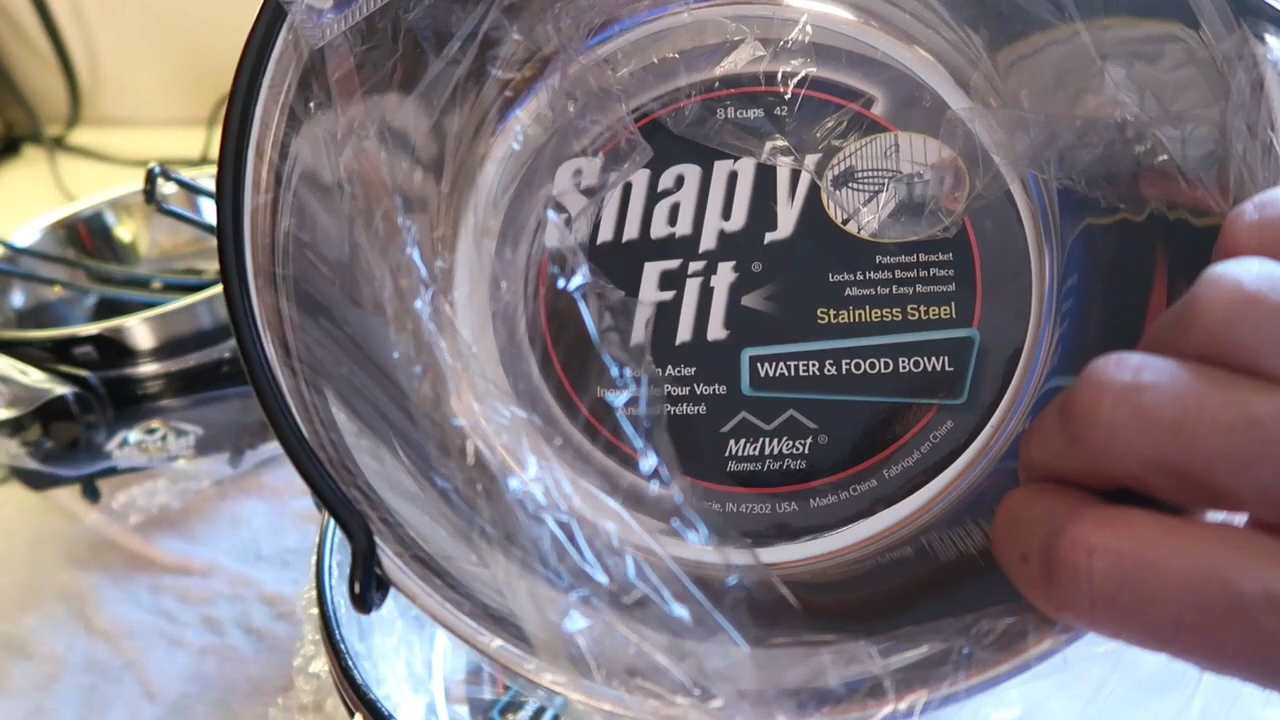 8 fl cups 42
Snap'y
Fit®
Patented Bracket
Locks & Holds Bowl in Place
Allows for Easy Removal
Stainless Steel
WATER & FOOD BOWL
Acier
Pour Vorte
Préféré
MidWest®
Homes For Pets
IN 47302 USA Made in China Fabriqué en Chine